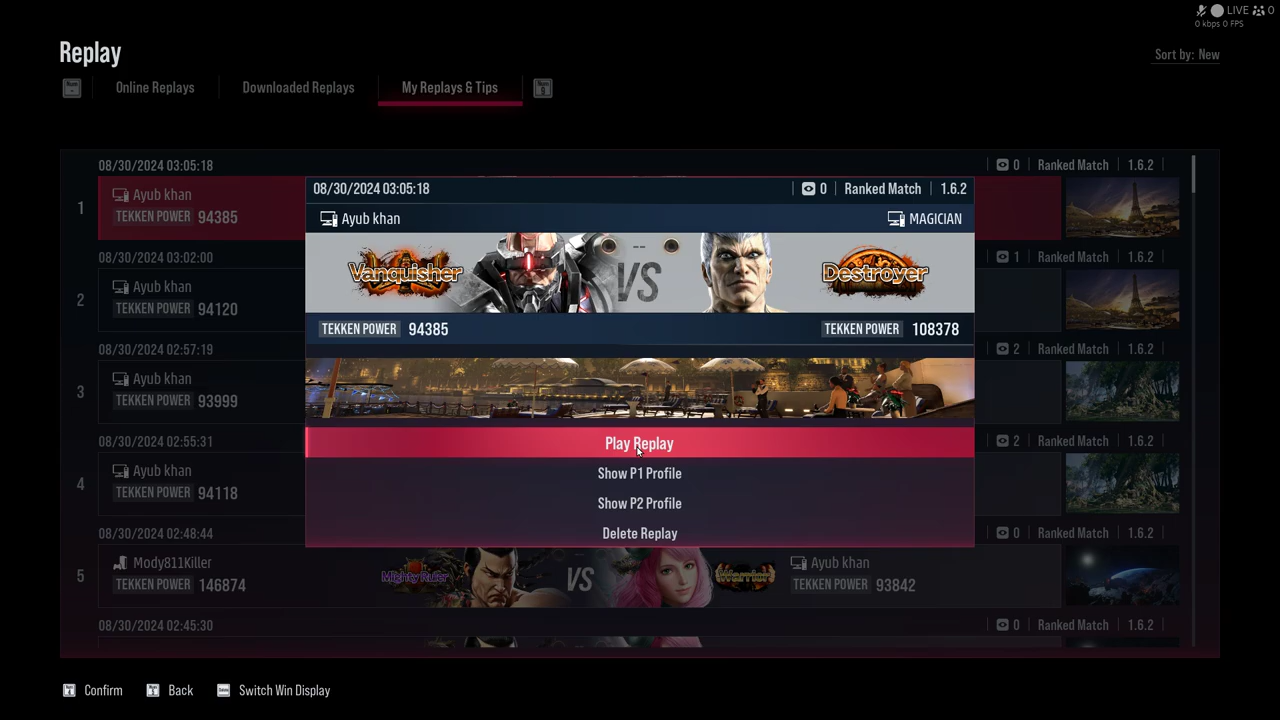 LIVE 0
0 kbps 0 FPS
Replay
Sort by: New
Online Replays
Downloaded Replays
My Replays & Tips
08/30/2024 03:05:18
0 Ranked Match 1.6.2
1
Ayub khan
TEKKEN POWER 94385
08/30/2024 03:05:18
0 Ranked Match 1.6.2
Ayub khan
MAGICIAN
Vanquisher
--
VS
Destroyer
TEKKEN POWER 94385
TEKKEN POWER 108378
Play Replay
Show P1 Profile
Show P2 Profile
Delete Replay
08/30/2024 03:02:00
1 Ranked Match 1.6.2
2
Ayub khan
TEKKEN POWER 94120
08/30/2024 02:57:19
2 Ranked Match 1.6.2
3
Ayub khan
TEKKEN POWER 93999
08/30/2024 02:55:31
2 Ranked Match 1.6.2
4
Ayub khan
TEKKEN POWER 94118
08/30/2024 02:48:44
0 Ranked Match 1.6.2
5
Mody811Killer
TEKKEN POWER 146874
Mighty Ruler
VS
Warrior
Ayub khan
TEKKEN POWER 93842
08/30/2024 02:45:30
0 Ranked Match 1.6.2
Confirm
Back
Switch Win Display